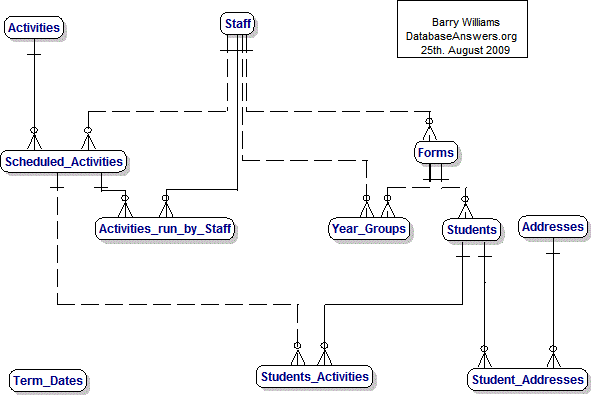 Activities
Staff
Barry Williams
DatabaseAnswers.org
25th. August 2009
Scheduled_Activities
Forms
Activities_run_by_Staff
Year_Groups
Students
Addresses
Term_Dates
Students_Activities
Student_Addresses